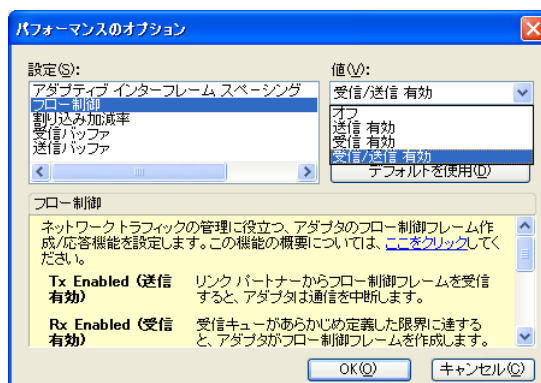 パフォーマンスのオプション
設定(S):
値(V):
アダプティブ インターフレーム スペーシング
フロー制御
割り込み加減率
受信バッファ
送信バッファ
受信/送信 有効
オフ
送信 有効
受信 有効
受信/送信 有効
デフォルトを使用(D)
フロー制御
ネットワークトラフィックの管理に役立つ、アダプタのフロー制御フレーム作
成/応答機能を設定します。この機能の概要については、ここをクリックしてく
ださい。
Tx Enabled (送信
有効)
リンク パートナーからフロー制御フレームを受信
すると、アダプタは通信を中断します。
Rx Enabled (受信
有効)
受信キューがあらかじめ定義した限界に達する
と、アダプタがフロー制御フレームを作成します。
OK(O)
キャンセル(C)